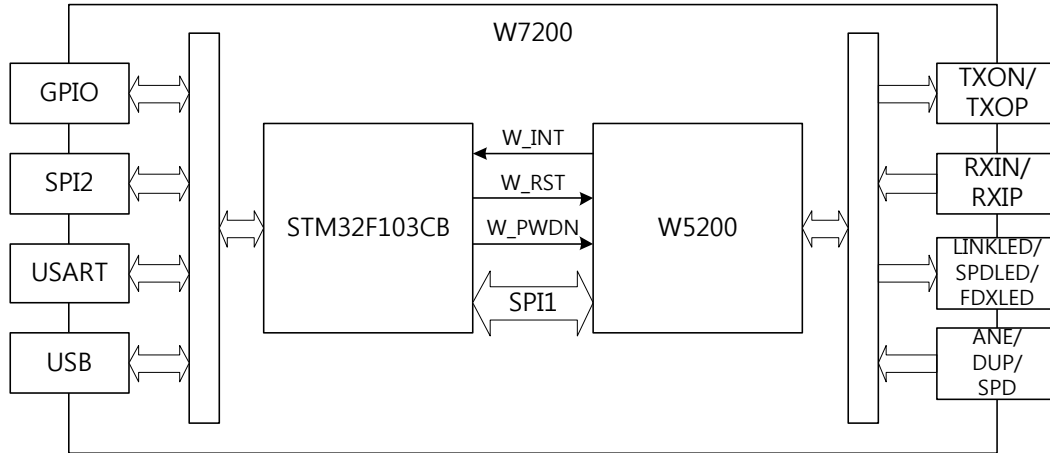 W7200
GPIO
SPI2
USART
USB
STM32F103CB
W_INT
W_RST
W_PWDN
SPI1
W5200
TXON/
TXOP
RXIN/
RXIP
LINKLED/
SPDLED/
FDXLED
ANE/
DUP/
SPD